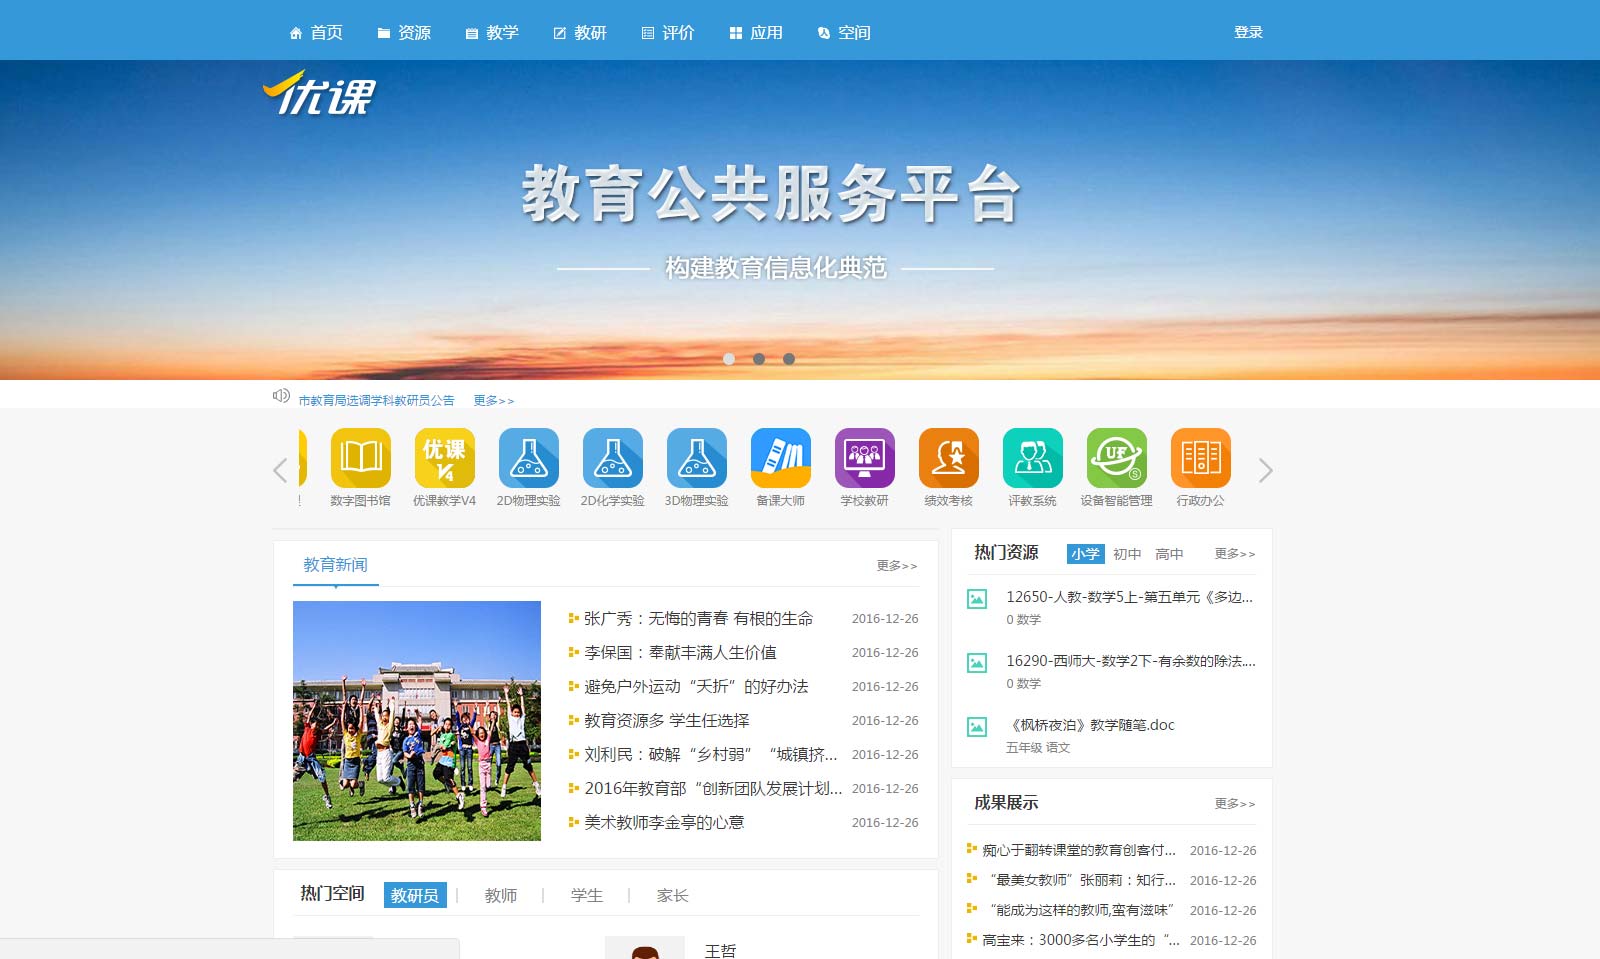 首页 资源 教学 教研 评价 应用 空间 登录
优课
教育公共服务平台
构建教育信息化典范
市教育局选调学科教研员公告 更多>>
优课 V4 UF S
数字图书馆 优课教学V4 2D物理实验 2D化学实验 3D物理实验 备课大师 学校教研 绩效考核 评教系统 设备智能管理 行政办公
教育新闻 更多>>
张广秀：无悔的青春 有根的生命 2016-12-26
李保国：奉献丰满人生价值 2016-12-26
避免户外运动“夭折”的好办法 2016-12-26
教育资源多 学生任选择 2016-12-26
刘利民：破解“乡村弱” “城镇挤... 2016-12-26
2016年教育部“创新团队发展计划... 2016-12-26
美术教师李金亭的心意 2016-12-26
热门空间 教研员 | 教师 | 学生 | 家长
王哲
热门资源 小学 初中 高中 更多>>
12650-人教-数学5上-第五单元《多边...
0 数学
16290-西师大-数学2下-有余数的除法....
0 数学
《枫桥夜泊》教学随笔.doc
五年级 语文
成果展示 更多>>
痴心于翻转课堂的教育创客付... 2016-12-26
“最美女教师”张丽莉：知行... 2016-12-26
“能成为这样的教师,蛮有滋味” 2016-12-26
高宝来：3000多名小学生的“... 2016-12-26